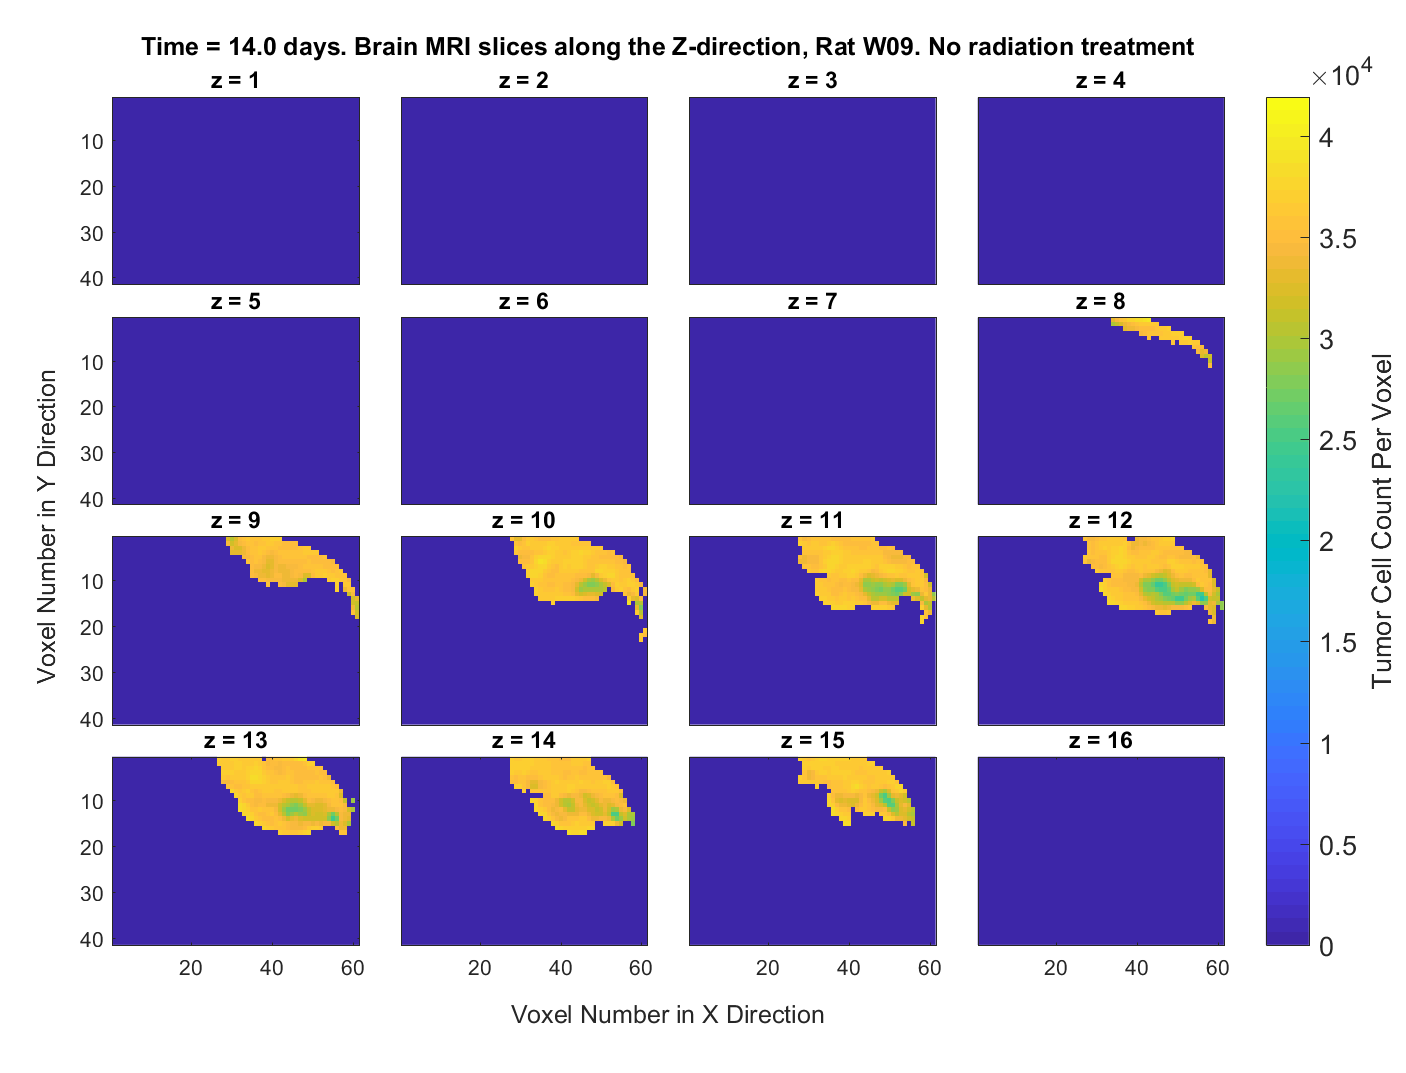 Time = 14.0 days. Brain MRI slices along the Z-direction, Rat W09. No radiation treatment
z = 1
z = 2
z = 3
z = 4
×10^4
10
20
30
40
z = 5
z = 6
z = 7
z = 8
10
20
30
40
z = 9
z = 10
z = 11
z = 12
10
20
30
40
z = 13
z = 14
z = 15
z = 16
10
20
30
40
20 40 60
20 40 60
20 40 60
20 40 60
Voxel Number in X Direction
Voxel Number in Y Direction
4
3.5
3
2.5
2
1.5
1
0.5
0
Tumor Cell Count Per Voxel